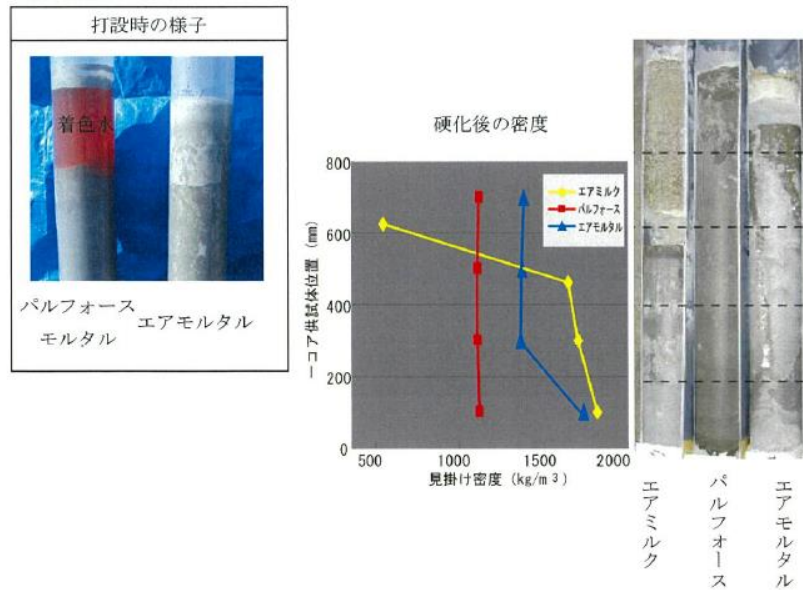 打設時の様子
着色水
パルフォース
モルタル
エアモルタル
硬化後の密度
コア供試体位置 (mm)
800
600
400
200
0
エアミルク
パルフォース
エアモルタル
500
1000
1500
2000
見掛け密度 (kg/m³)
エアミルク
パルフォース
エアモルタル